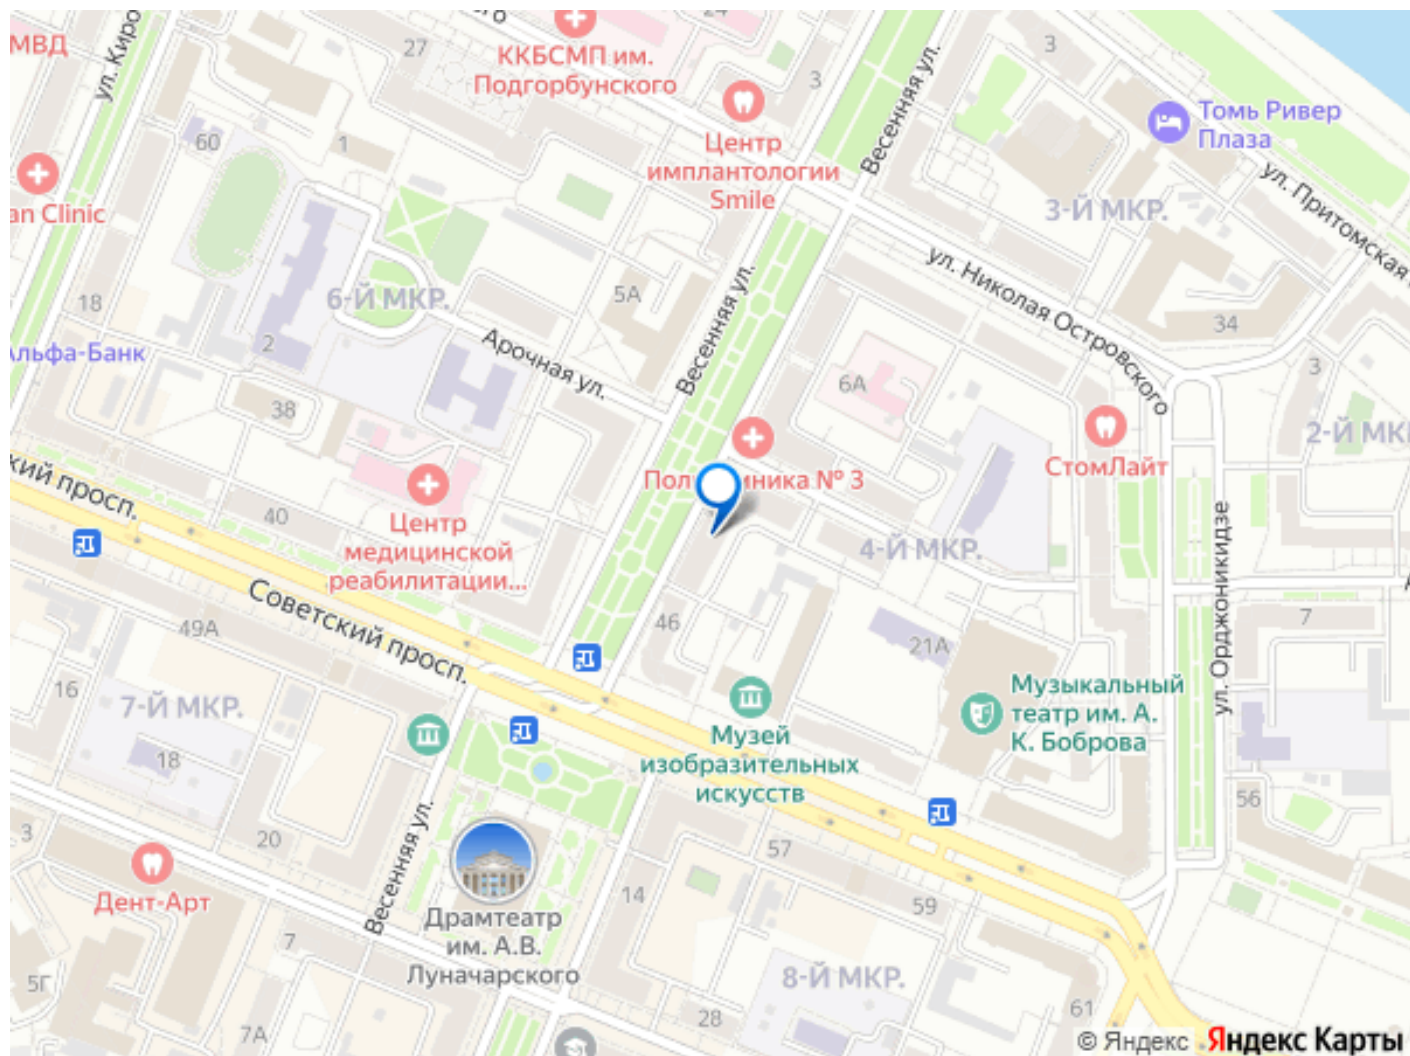 МВД
ул. Киро
27
24
ККБСМП им.
Подгорбунского
3
Весенняя ул.
3
Томь Ривер
Плаза
60
1
Центр
имплантологии
Smile
ул. Притомская
an Clinic
3-Й МКР.
ул. Николая Островского
18
6-Й МКР.
5А
Весенняя ул.
34
2
Арочная ул.
льфа-Банк
3
6А
38
2-Й МК
СтомЛайт
кий просп.
Пол
иника № 3
40
Центр
медицинской
реабилитации...
4-Й МКР.
ул. Орджоникидзе
Советский просп.
49А
46
21А
7
16
7-Й МКР.
18
Музыкальный
театр им. А.
К. Боброва
Музей
изобразительных
искусств
56
3
20
57
Весенняя ул.
Дент-Арт
14
59
Драмтеатр
им. А.В.
Луначарского
7
5Г
8-Й МКР.
7А
28
61
© Яндекс Яндекс Карты